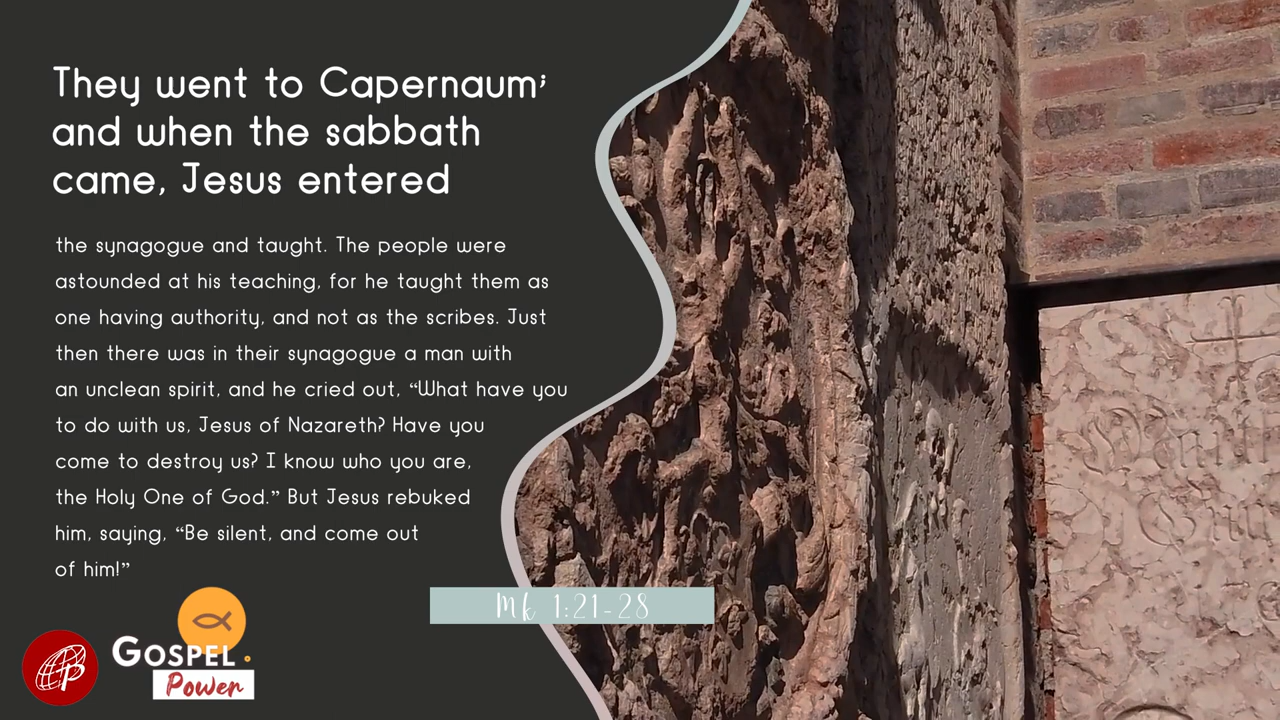 They went to Capernaum;
and when the sabbath
came, Jesus entered
the synagogue and taught. The people were
astounded at his teaching, for he taught them as
one having authority, and not as the scribes. Just
then there was in their synagogue a man with
an unclean spirit, and he cried out, “What have you
to do with us, Jesus of Nazareth? Have you
come to destroy us? I know who you are,
the Holy One of God.” But Jesus rebuked
him, saying, “Be silent, and come out
of him!”
Mk 1:21-28
GOSPEL
Power